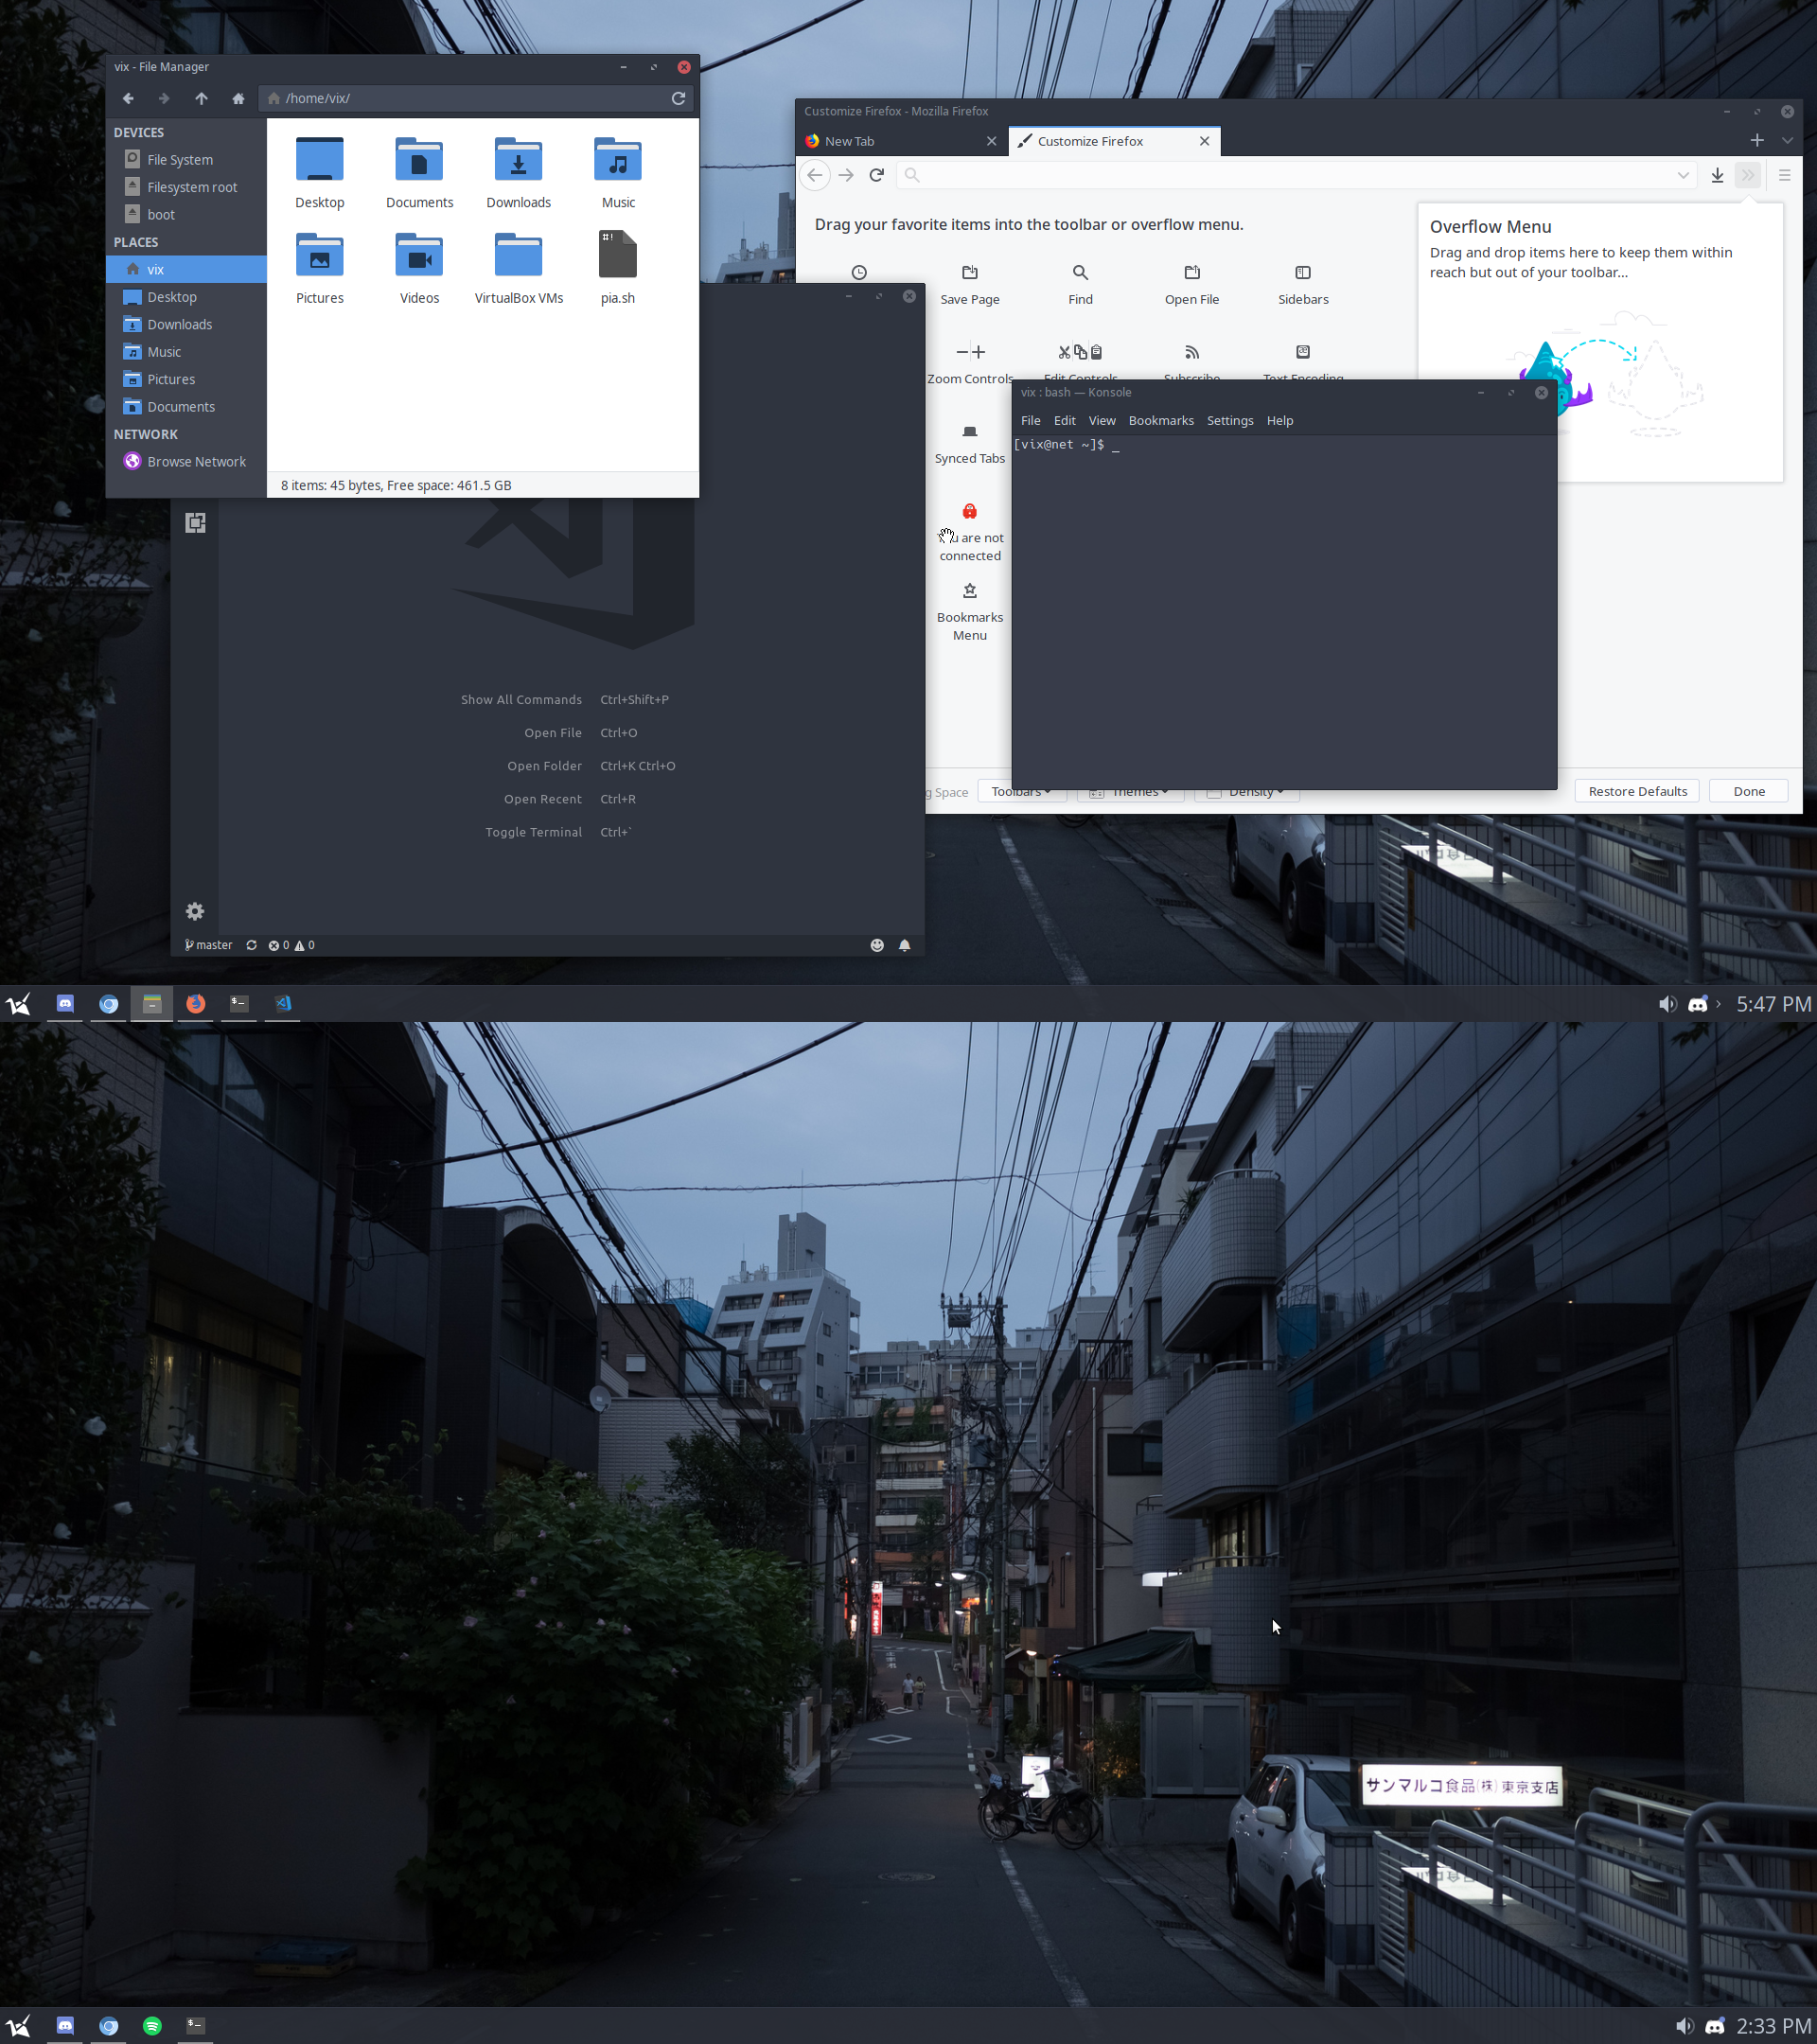 vix - File Manager
/home/vix/
DEVICES
File System
Filesystem root
boot
PLACES
vix
Desktop
Downloads
Music
Pictures
Documents
NETWORK
Browse Network
Desktop
Documents
Downloads
Music
Pictures
Videos
VirtualBox VMs
#!
pia.sh
8 items: 45 bytes, Free space: 461.5 GB
Customize Firefox - Mozilla Firefox
New Tab
Customize Firefox
Drag your favorite items into the toolbar or overflow menu.
Save Page
Find
Open File
Sidebars
Zoom Controls
Edit Controls
Subscribe
Text Encoding
Synced Tabs
are not
connected
Bookmarks
Menu
Overflow Menu
Drag and drop items here to keep them within
reach but out of your toolbar...
Space
Toolbars
Themes
Density
Restore Defaults
Done
vix : bash — Konsole
File Edit View Bookmarks Settings Help
[vix@net ~]$ _
Show All Commands Ctrl+Shift+P
Open File Ctrl+O
Open Folder Ctrl+K Ctrl+O
Open Recent Ctrl+R
Toggle Terminal Ctrl+`
master 0 0
5:47 PM
サンマルコ食品(株)東京支店
2:33 PM